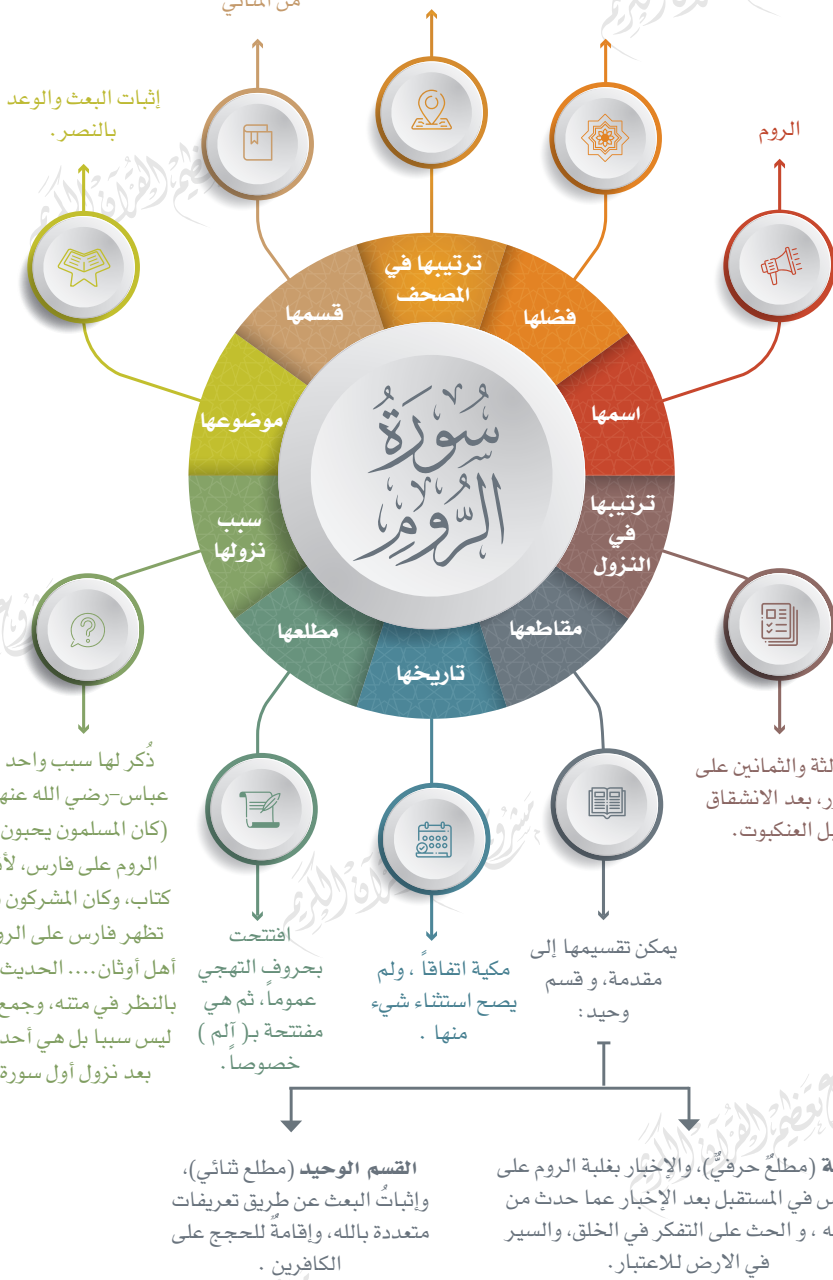 من المثاني
إثبات البعث والوعد
بالنصر.
الروم
ترتيبها في
المصحف
فضلها
قسمها
اسمها
موضوعها
سُورَةُ
الرُّومِ
ترتيبها
في
النزول
سبب
نزولها
مقاطعها
مطلعها
تاريخها
والثمانين على
بعد الانشقاق
العنكبوت.
ذُكر لها سبب واحد
عباس-رضي الله
(كان المسلمون يحبون
الروم على فارس،
كتاب، وكان المشركون
تظهر فارس على
أهل أوثان.... الحديث
بالنظر في متنه، وجمع
ليس سببا بل هي
بعد نزول أول سورة
افتتحت
بحروف التهجي
عموماً، ثم هي
مفتتحة بـ( آلم )
خصوصاً.
مكية اتفاقاً ، ولم
يصح استثناء شيء
منها .
يمكن تقسيمها إلى
مقدمة، و قسم
وحيد:
(مطلعٌ حرفيٌّ)، والإخبار بغلبة الروم على
في المستقبل بعد الإخبار عما حدث من
، و الحث على التفكر في الخلق، والسير
في الارض للاعتبار.
القسم الوحيد (مطلع ثنائي)،
وإثباتُ البعث عن طريق تعريفات
متعددة بالله، وإقامةٌ للحجج على
الكافرين .